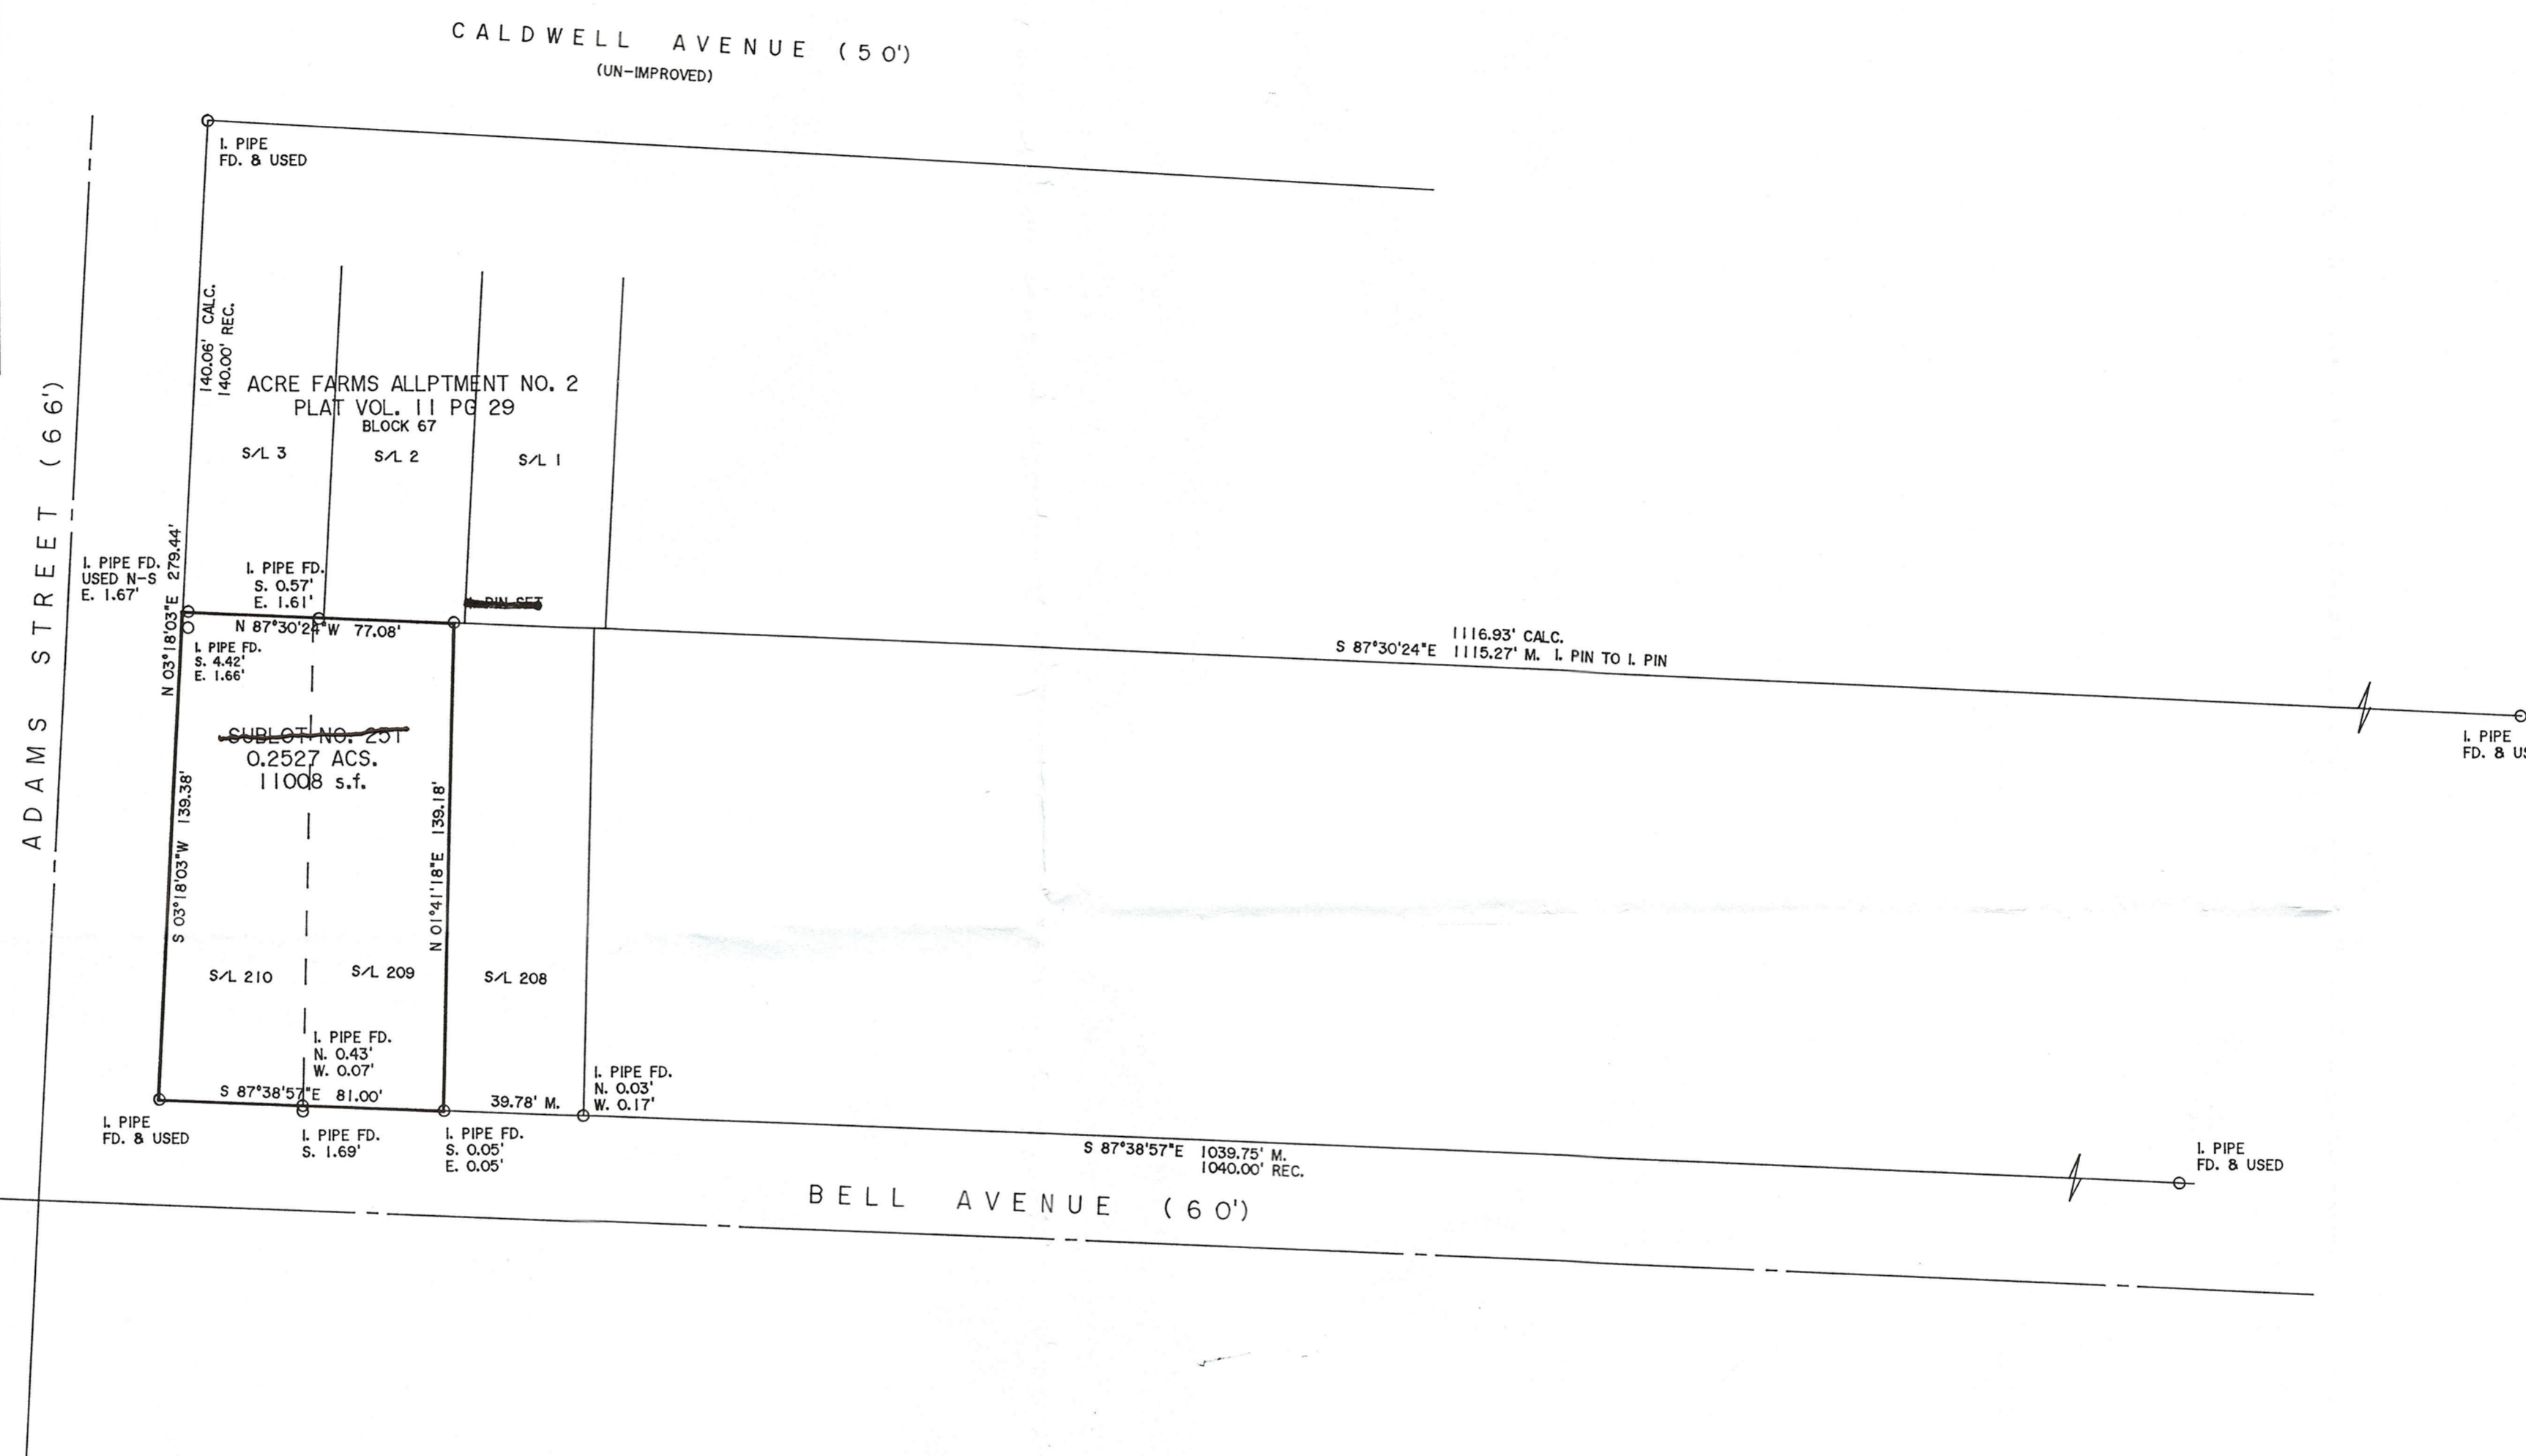 CALDWELL AVENUE (50')
(UN-IMPROVED)
I. PIPE
FD. & USED
140.06' CALC.
140.00' REC.
ADAMS STREET (66')
ACRE FARMS ALLPTMENT NO. 2
PLAT VOL. 11 PG 29
BLOCK 67
S/L 3
S/L 2
S/L 1
N 03°18'03"E 279.44'
I. PIPE FD.
USED N-S
E. 1.67'
I. PIPE FD.
S. 0.57'
E. 1.61'
PIN SET
N 87°30'24"W 77.08'
I. PIPE FD.
S. 4.42'
E. 1.66'
1116.93' CALC.
S 87°30'24"E 1115.27' M. I. PIN TO I. PIN
I. PIPE
FD. & US
SUBLOT NO. 251
0.2527 ACS.
11008 s.f.
S 03°18'03"W 139.38'
N 01°41'18"E 139.18'
S/L 210
S/L 209
S/L 208
I. PIPE FD.
N. 0.43'
W. 0.07'
S 87°38'57"E 81.00'
39.78' M.
I. PIPE FD.
N. 0.03'
W. 0.17'
I. PIPE
FD. & USED
I. PIPE FD.
S. 1.69'
I. PIPE FD.
S. 0.05'
E. 0.05'
S 87°38'57"E 1039.75' M.
1040.00' REC.
I. PIPE
FD. & USED
BELL AVENUE (60')